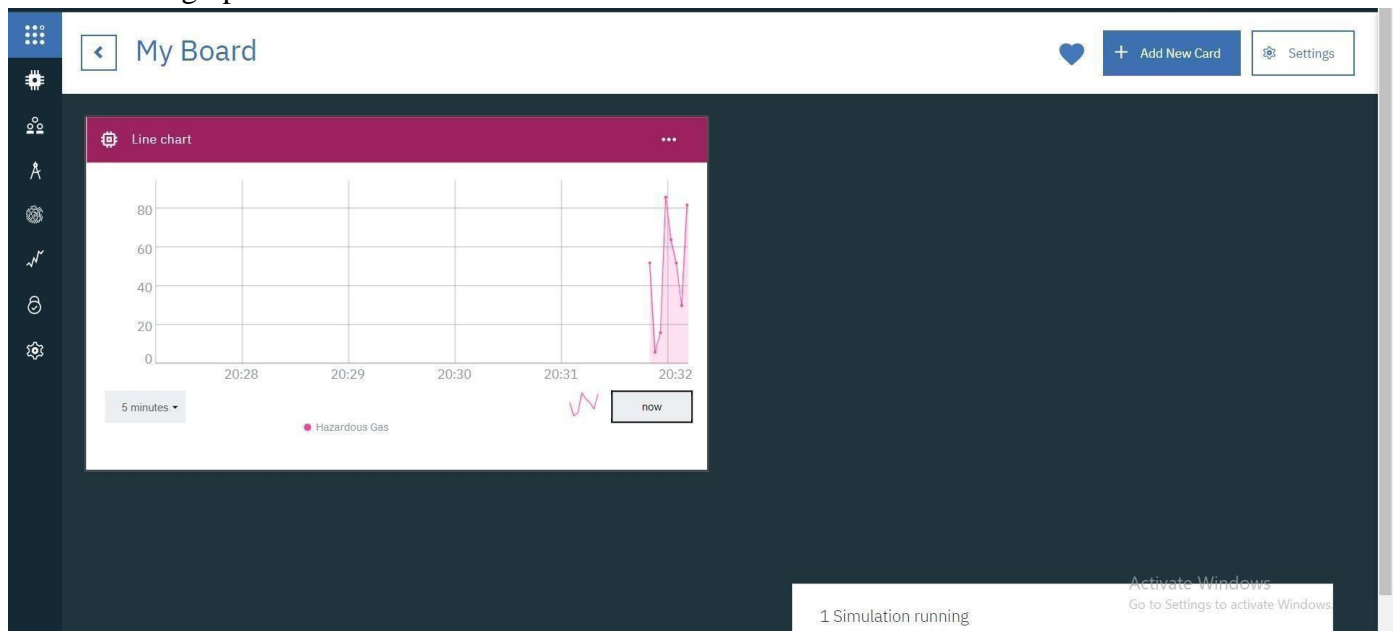 My Board
+ Add New Card
Settings
Line chart
80
60
40
20
0
20:28 20:29 20:30 20:31 20:32
5 minutes
now
Hazardous Gas
Activate Windows
Go to Settings to activate Windows.
1 Simulation running